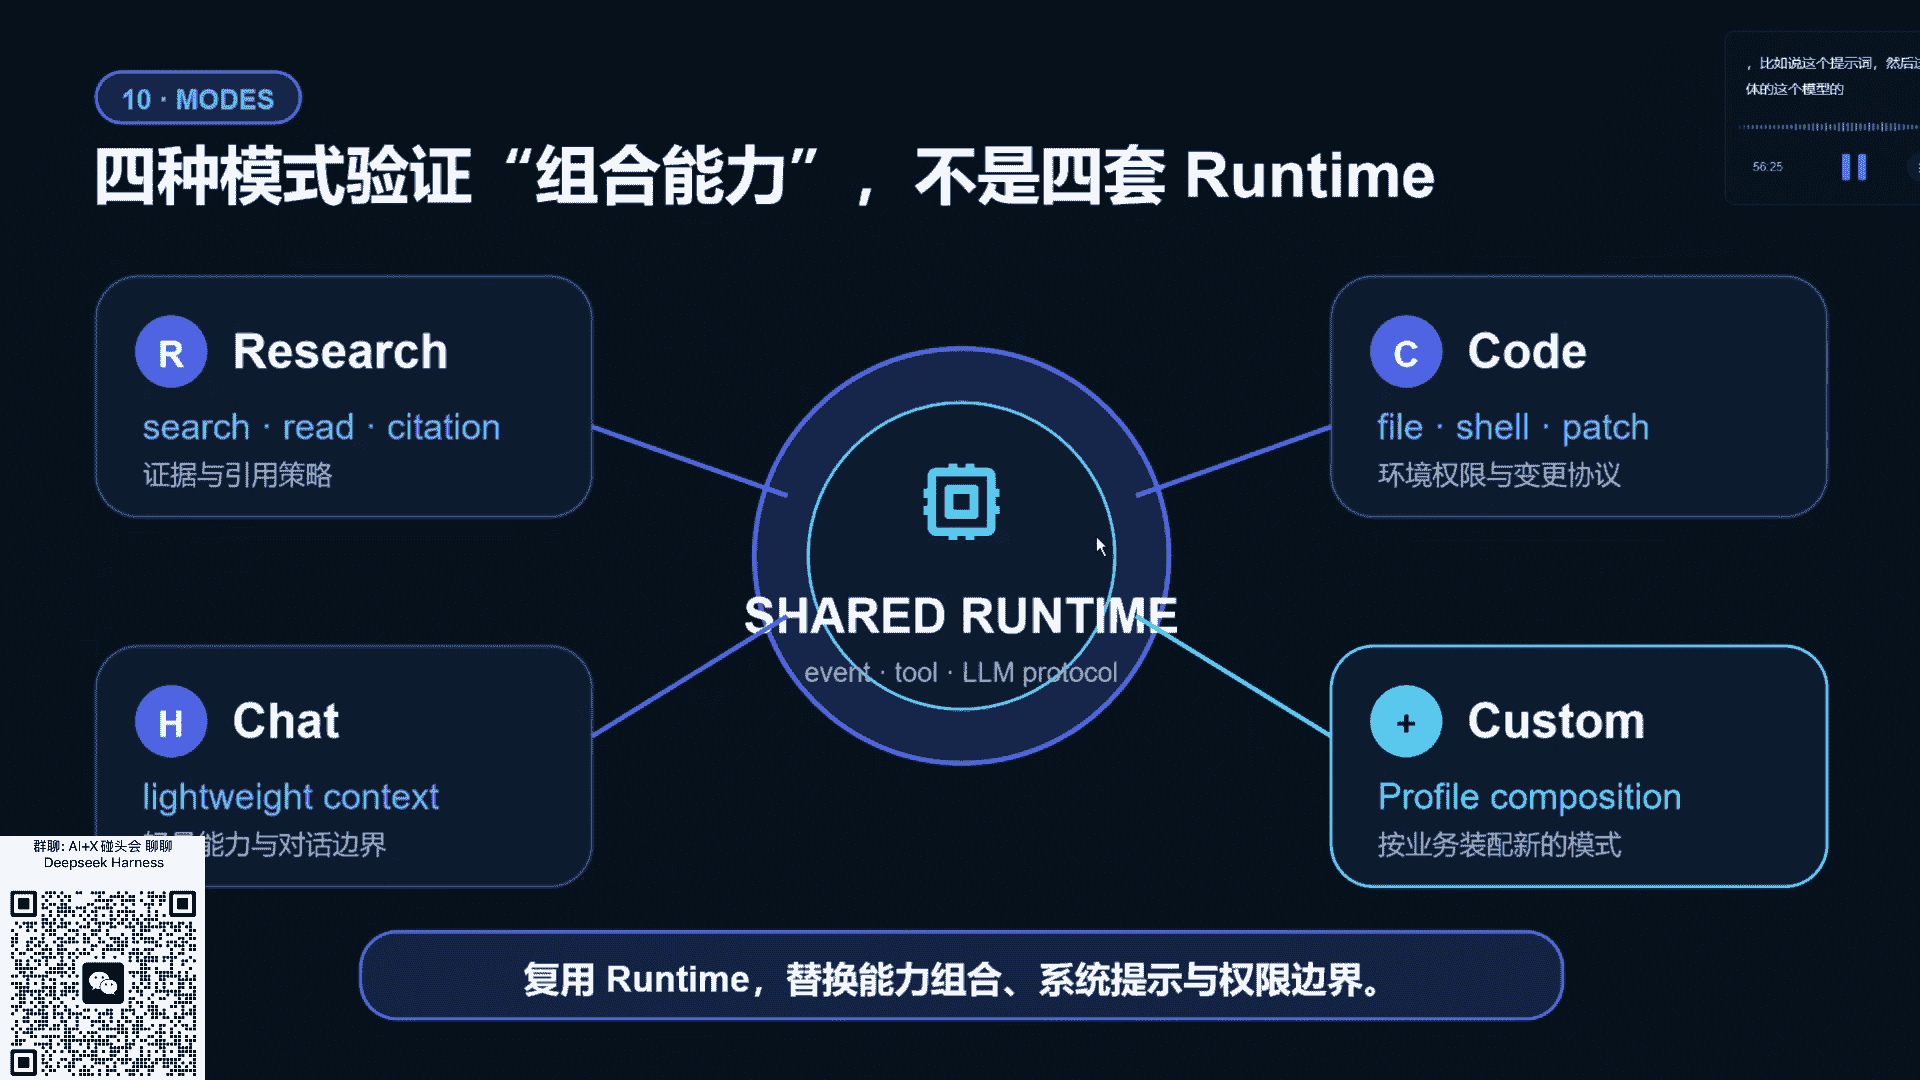 10 · MODES
四种模式验证“组合能力”，不是四套 Runtime
，比如说这个提示词，然后
体的这个模型的
56:25
R
Research
search · read · citation
证据与引用策略
C
Code
file · shell · patch
环境权限与变更协议
SHARED RUNTIME
event · tool · LLM protocol
H
Chat
lightweight context
能力与对话边界
+
Custom
Profile composition
按业务装配新的模式
群聊: AI+X 碰头会 聊聊
Deepseek Harness
复用 Runtime，替换能力组合、系统提示与权限边界。